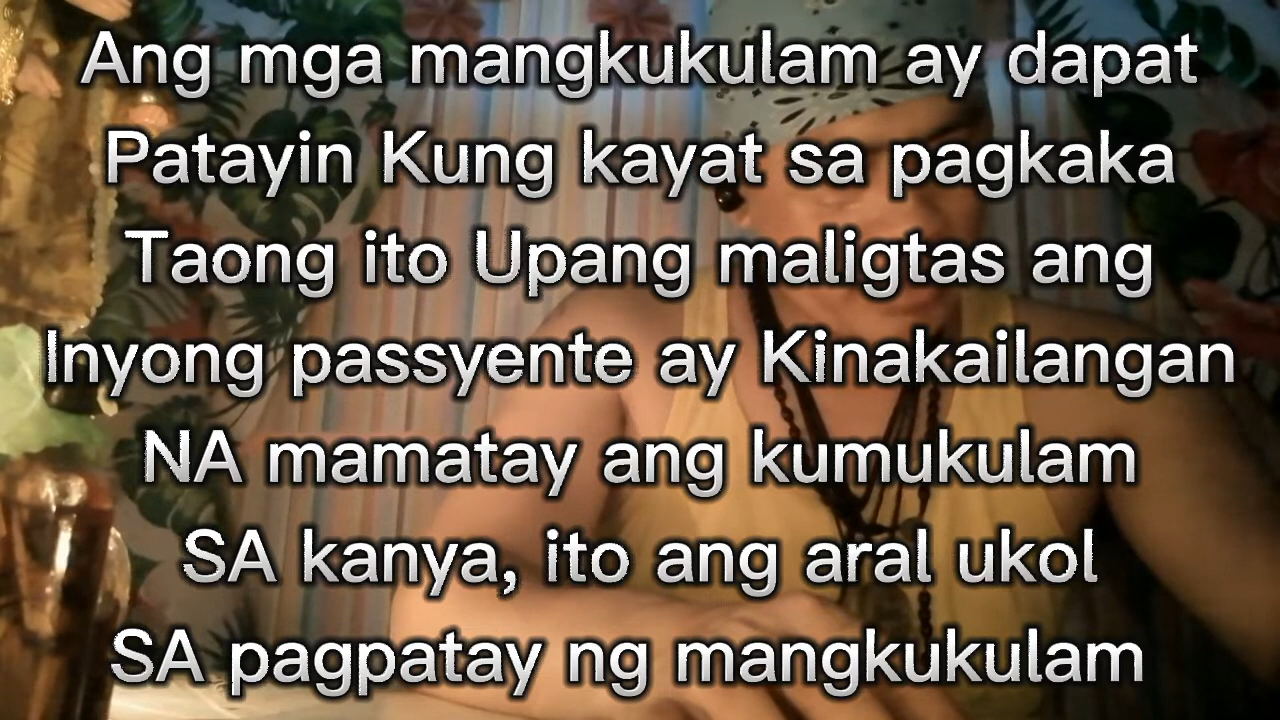 Ang mga mangkukulam ay dapat
Patayin Kung kayat sa pagkaka
Taong ito Upang maligtas ang
Inyong passyente ay Kinakailangan
NA mamatay ang kumukulam
SA kanya, ito ang aral ukol
SA pagpatay ng mangkukulam